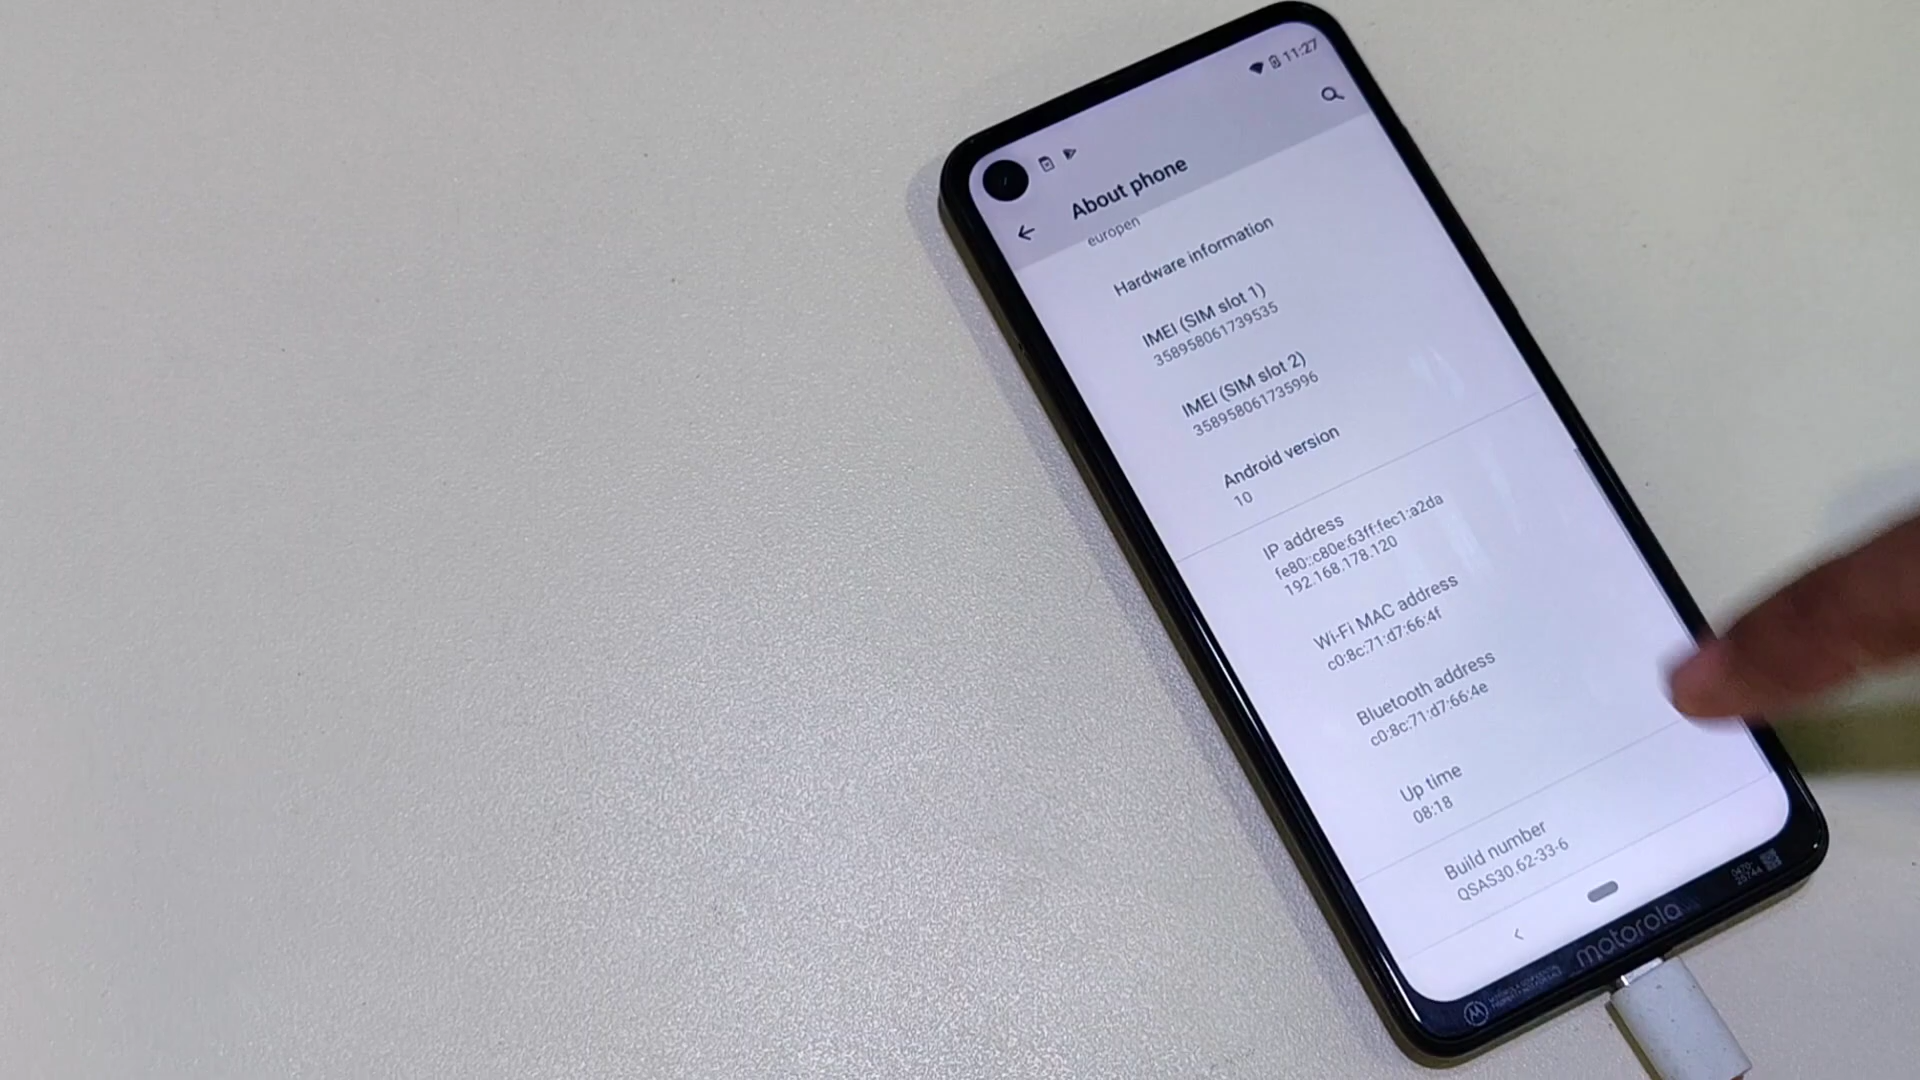 11:27
About phone
europen
Hardware information
IMEI (SIM slot 1)
358958061739535
IMEI (SIM slot 2)
358958061735996
Android version
10
IP address
fe80::c80e:63ff:fec1:a2da
192.168.178.120
Wi-Fi MAC address
c0:8c:71:d7:66:4f
Bluetooth address
c0:8c:71:d7:66:4e
Up time
08:18
Build number
QSAS30.62-33-6
motorola